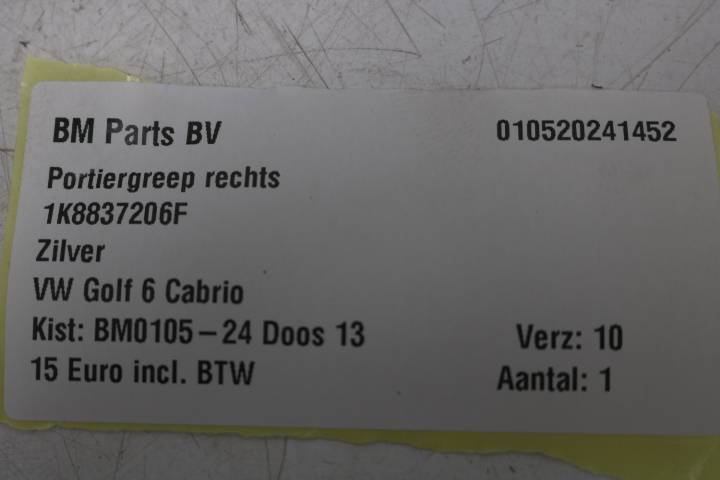 BM Parts BV 010520241452
Portiergreep rechts
1K8837206F
Zilver
VW Golf 6 Cabrio
Kist: BM0105-24 Doos 13 Verz: 10
15 Euro incl. BTW Aantal: 1